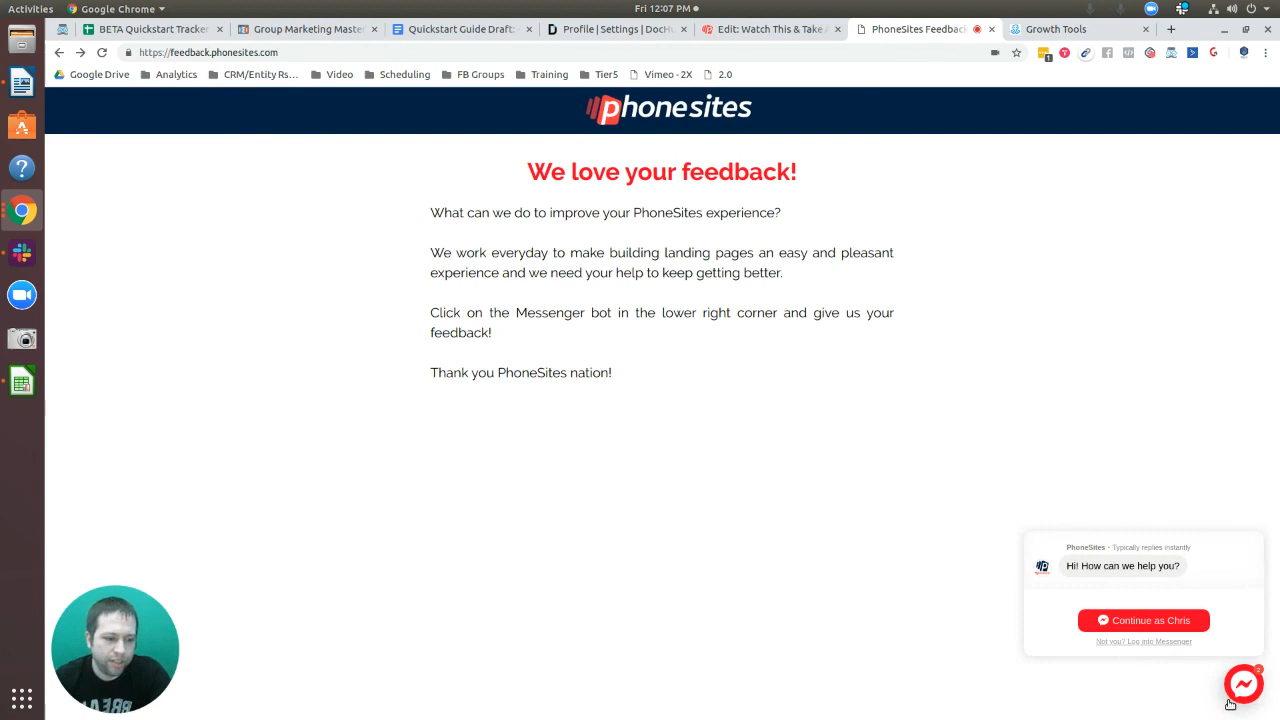 Activities
Google Chrome
Fri 12:07 PM
BETA Quickstart Tracker
Group Marketing Master
Quickstart Guide Draft:
Profile | Settings | DocHu
Edit: Watch This & Take A
PhoneSites Feedback
Growth Tools
https://feedback.phonesites.com
1
Google Drive
Analytics
CRM/Entity Rs...
Video
Scheduling
FB Groups
Training
Tier5
Vimeo - 2X
2.0
phonesites
We love your feedback!
What can we do to improve your PhoneSites experience?
We work everyday to make building landing pages an easy and pleasant
experience and we need your help to keep getting better.
Click on the Messenger bot in the lower right corner and give us your
feedback!
Thank you PhoneSites nation!
PhoneSites · Typically replies instantly
Hi! How can we help you?
Continue as Chris
Not you? Log into Messenger